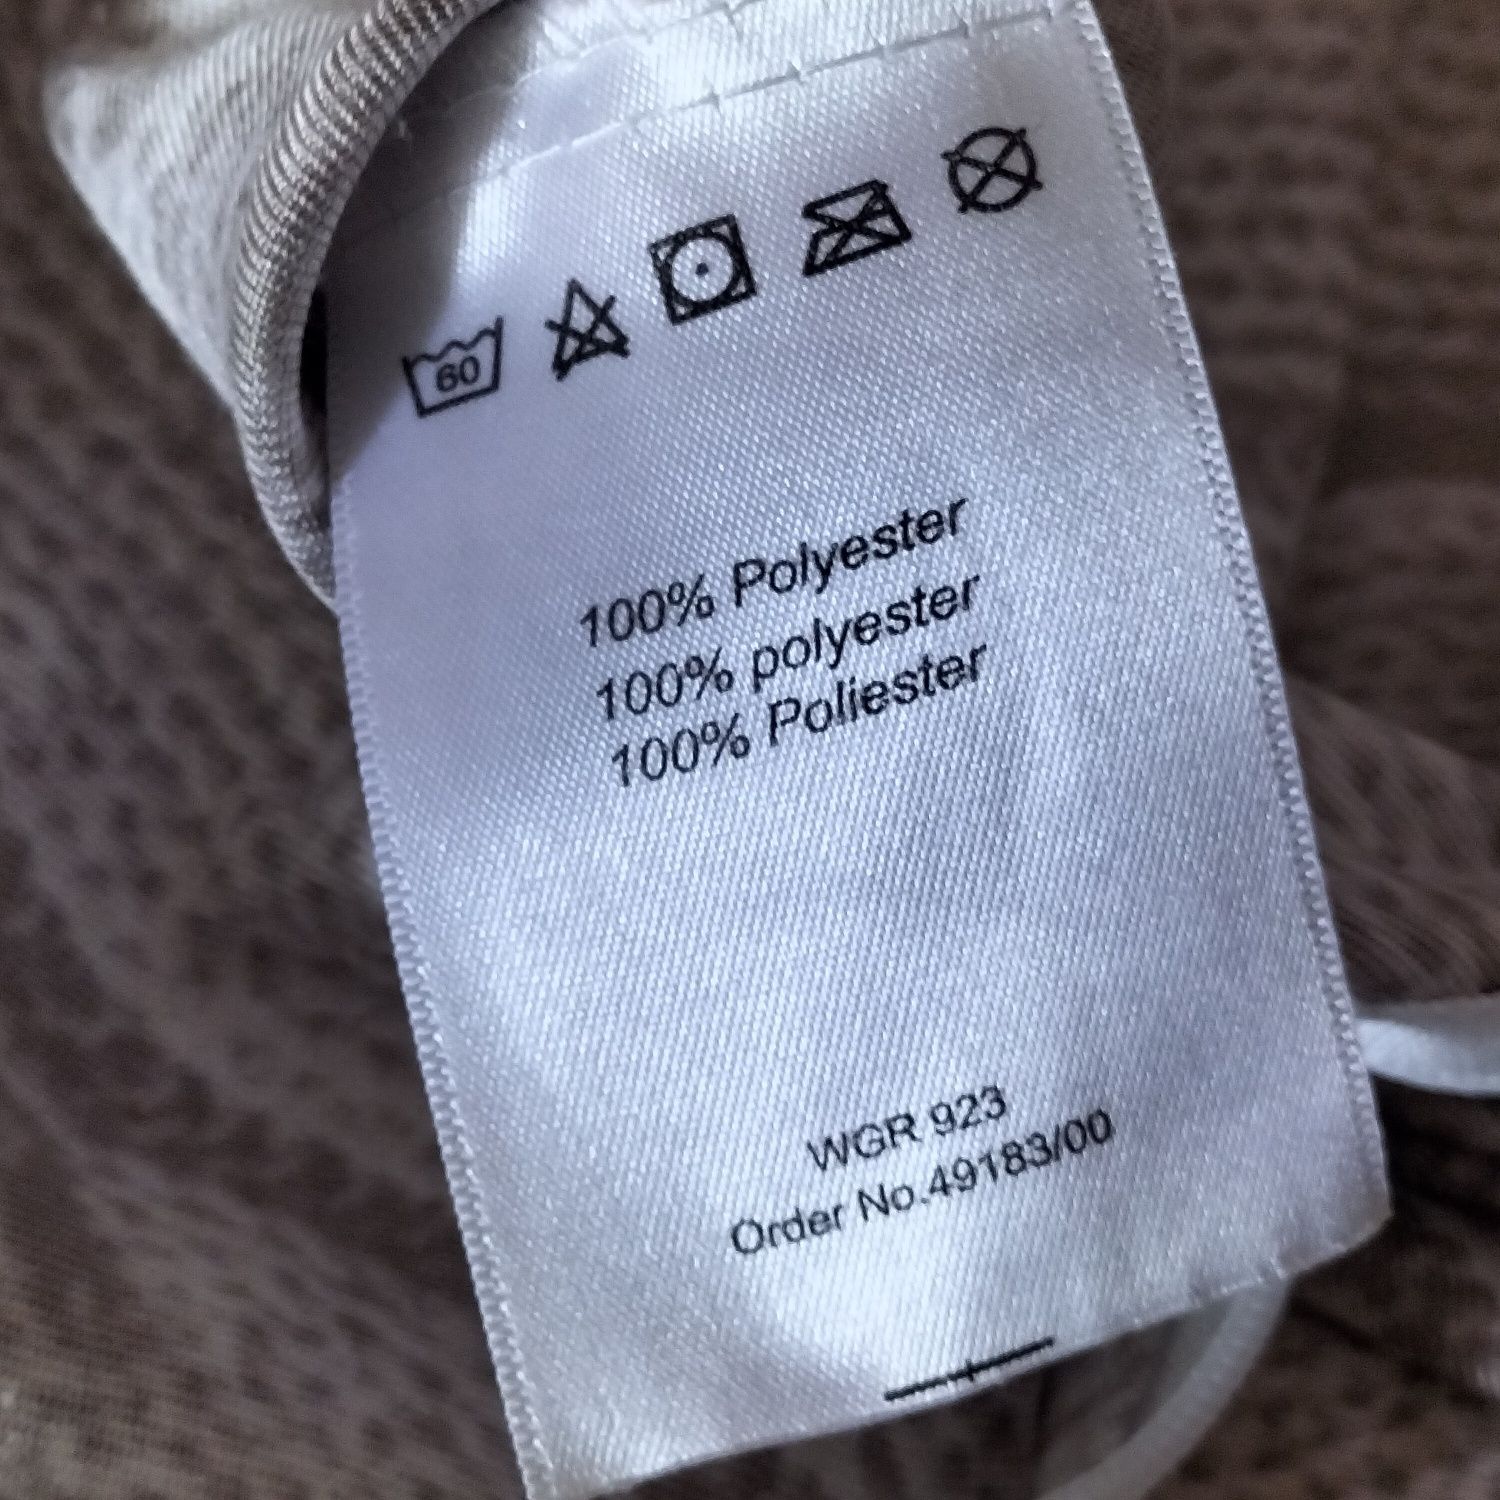 60
100% Polyester
100% polyester
100% Poliester
WGR 923
Order No.49183/00